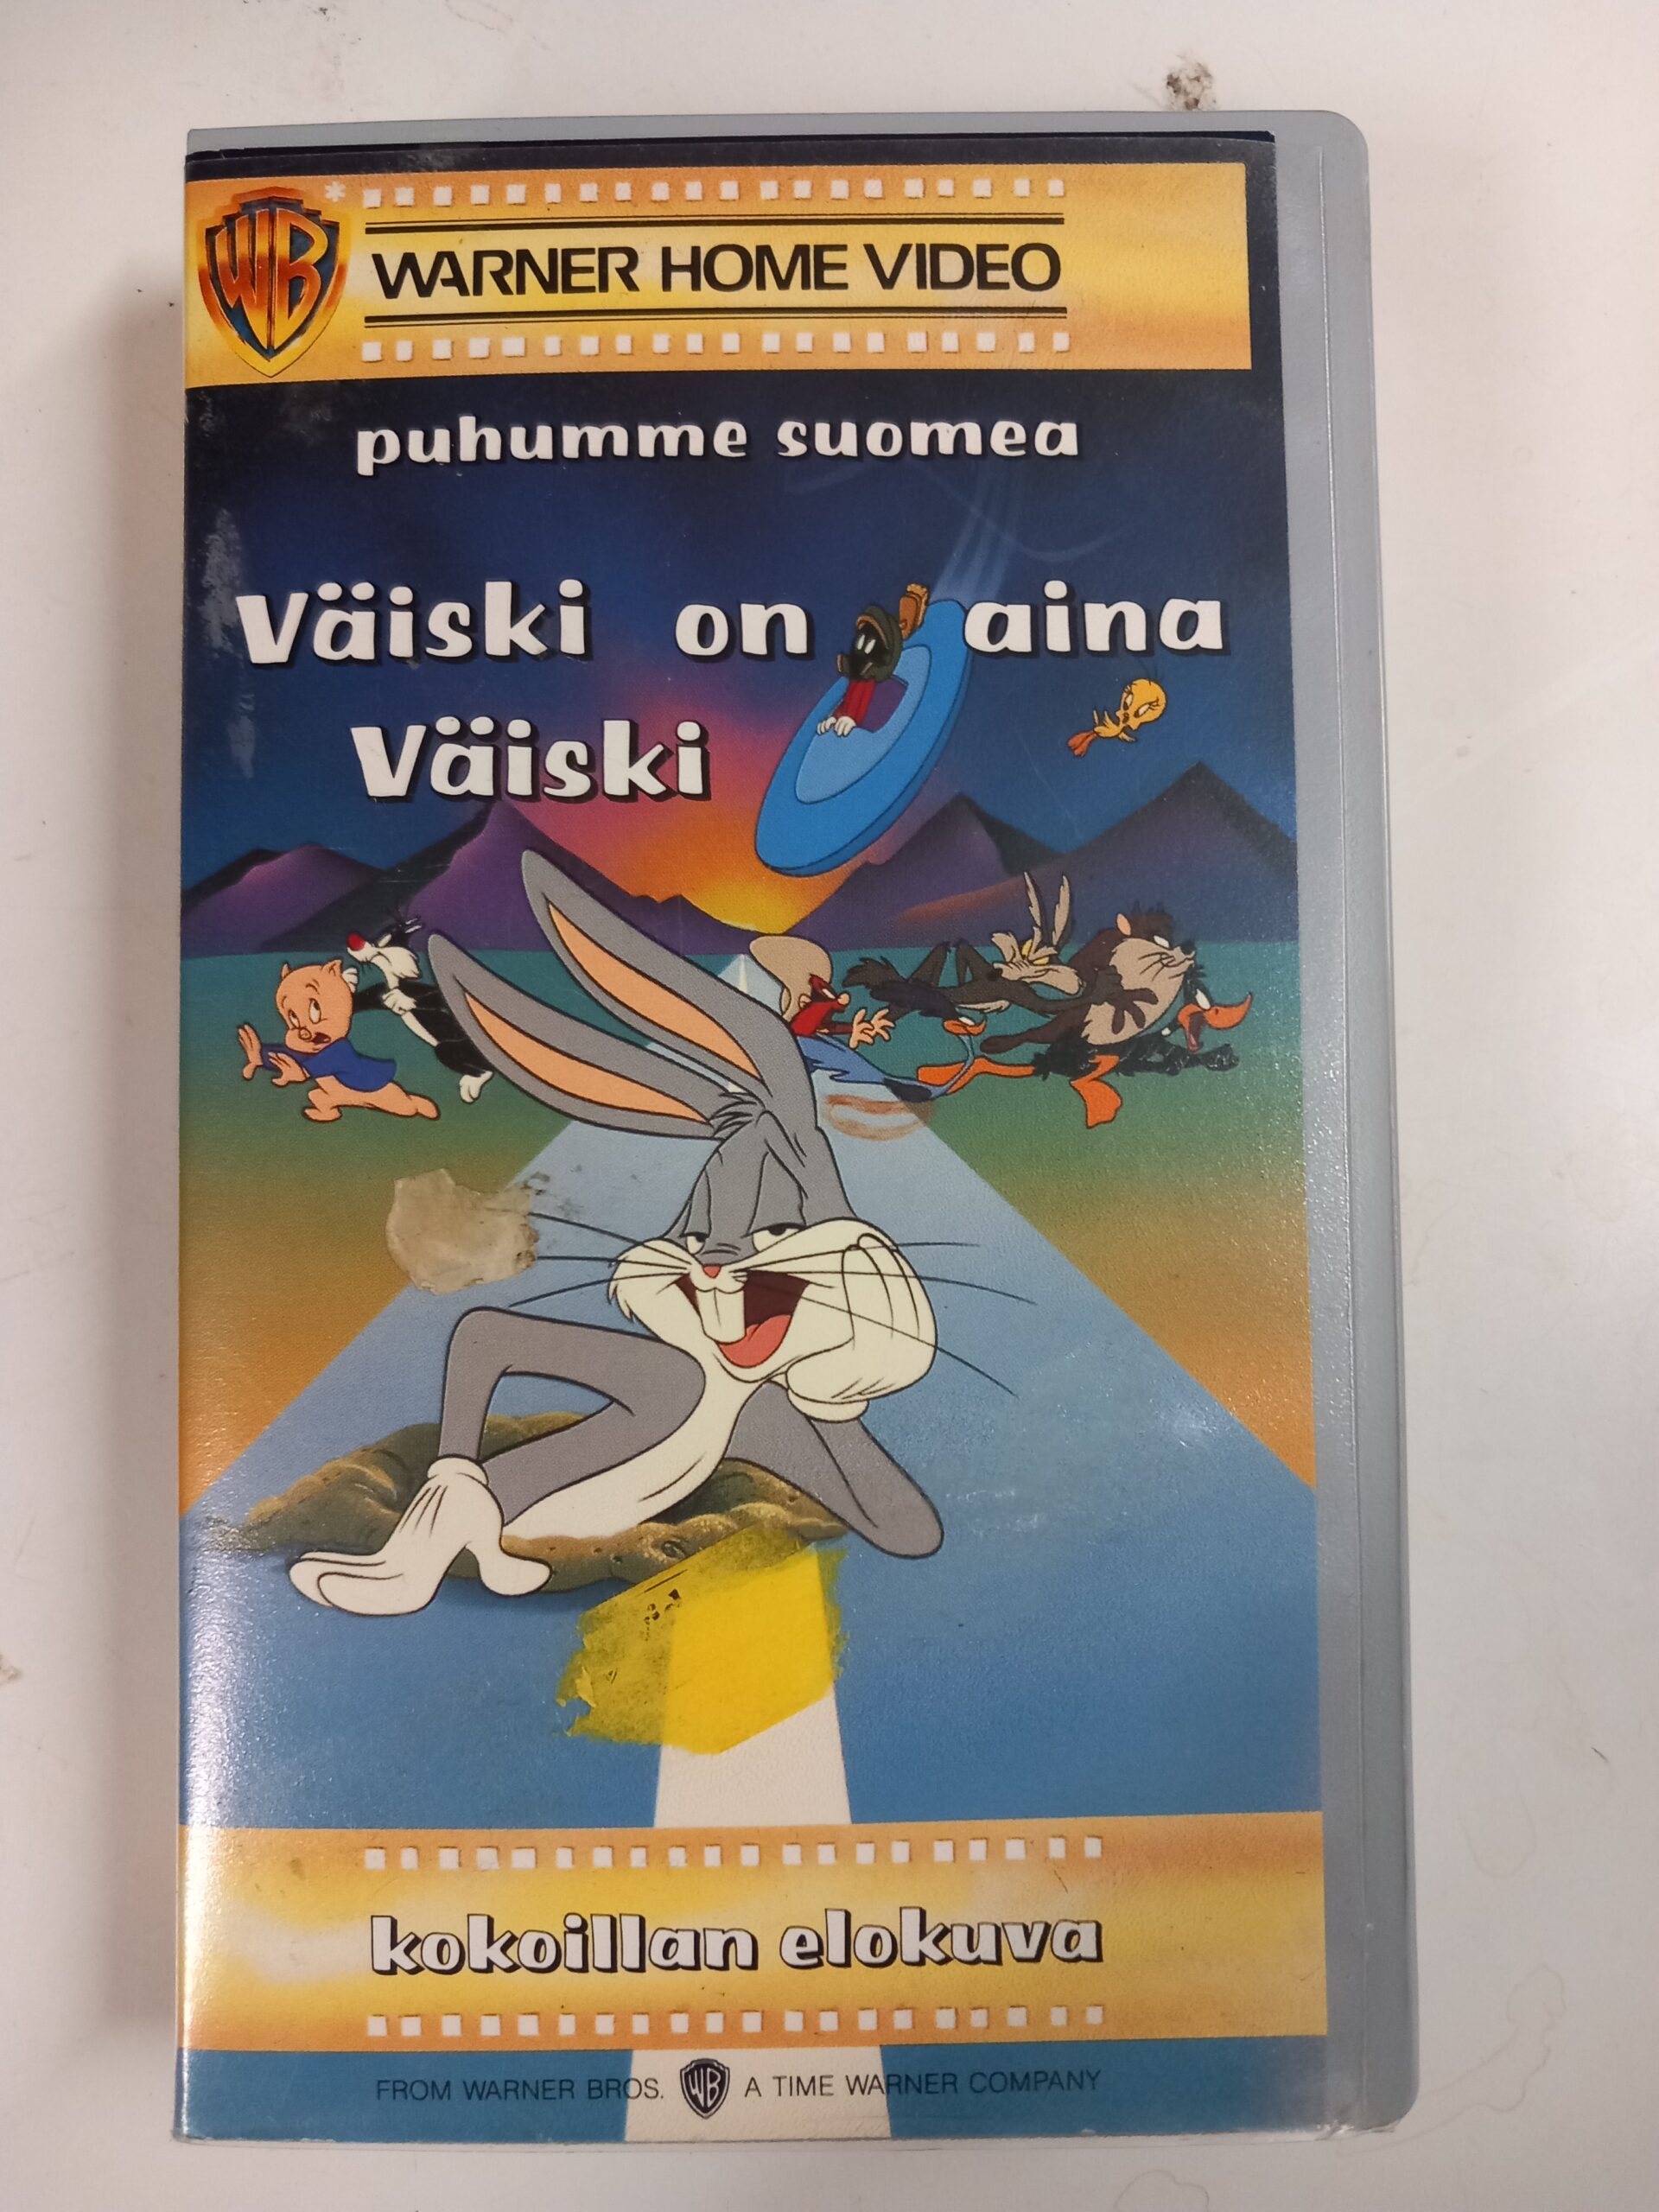 WB
WARNER HOME VIDEO
puhumme suomea
Väiski on aina
Väiski
kokoillan elokuva
FROM WARNER BROS. WB A TIME WARNER COMPANY